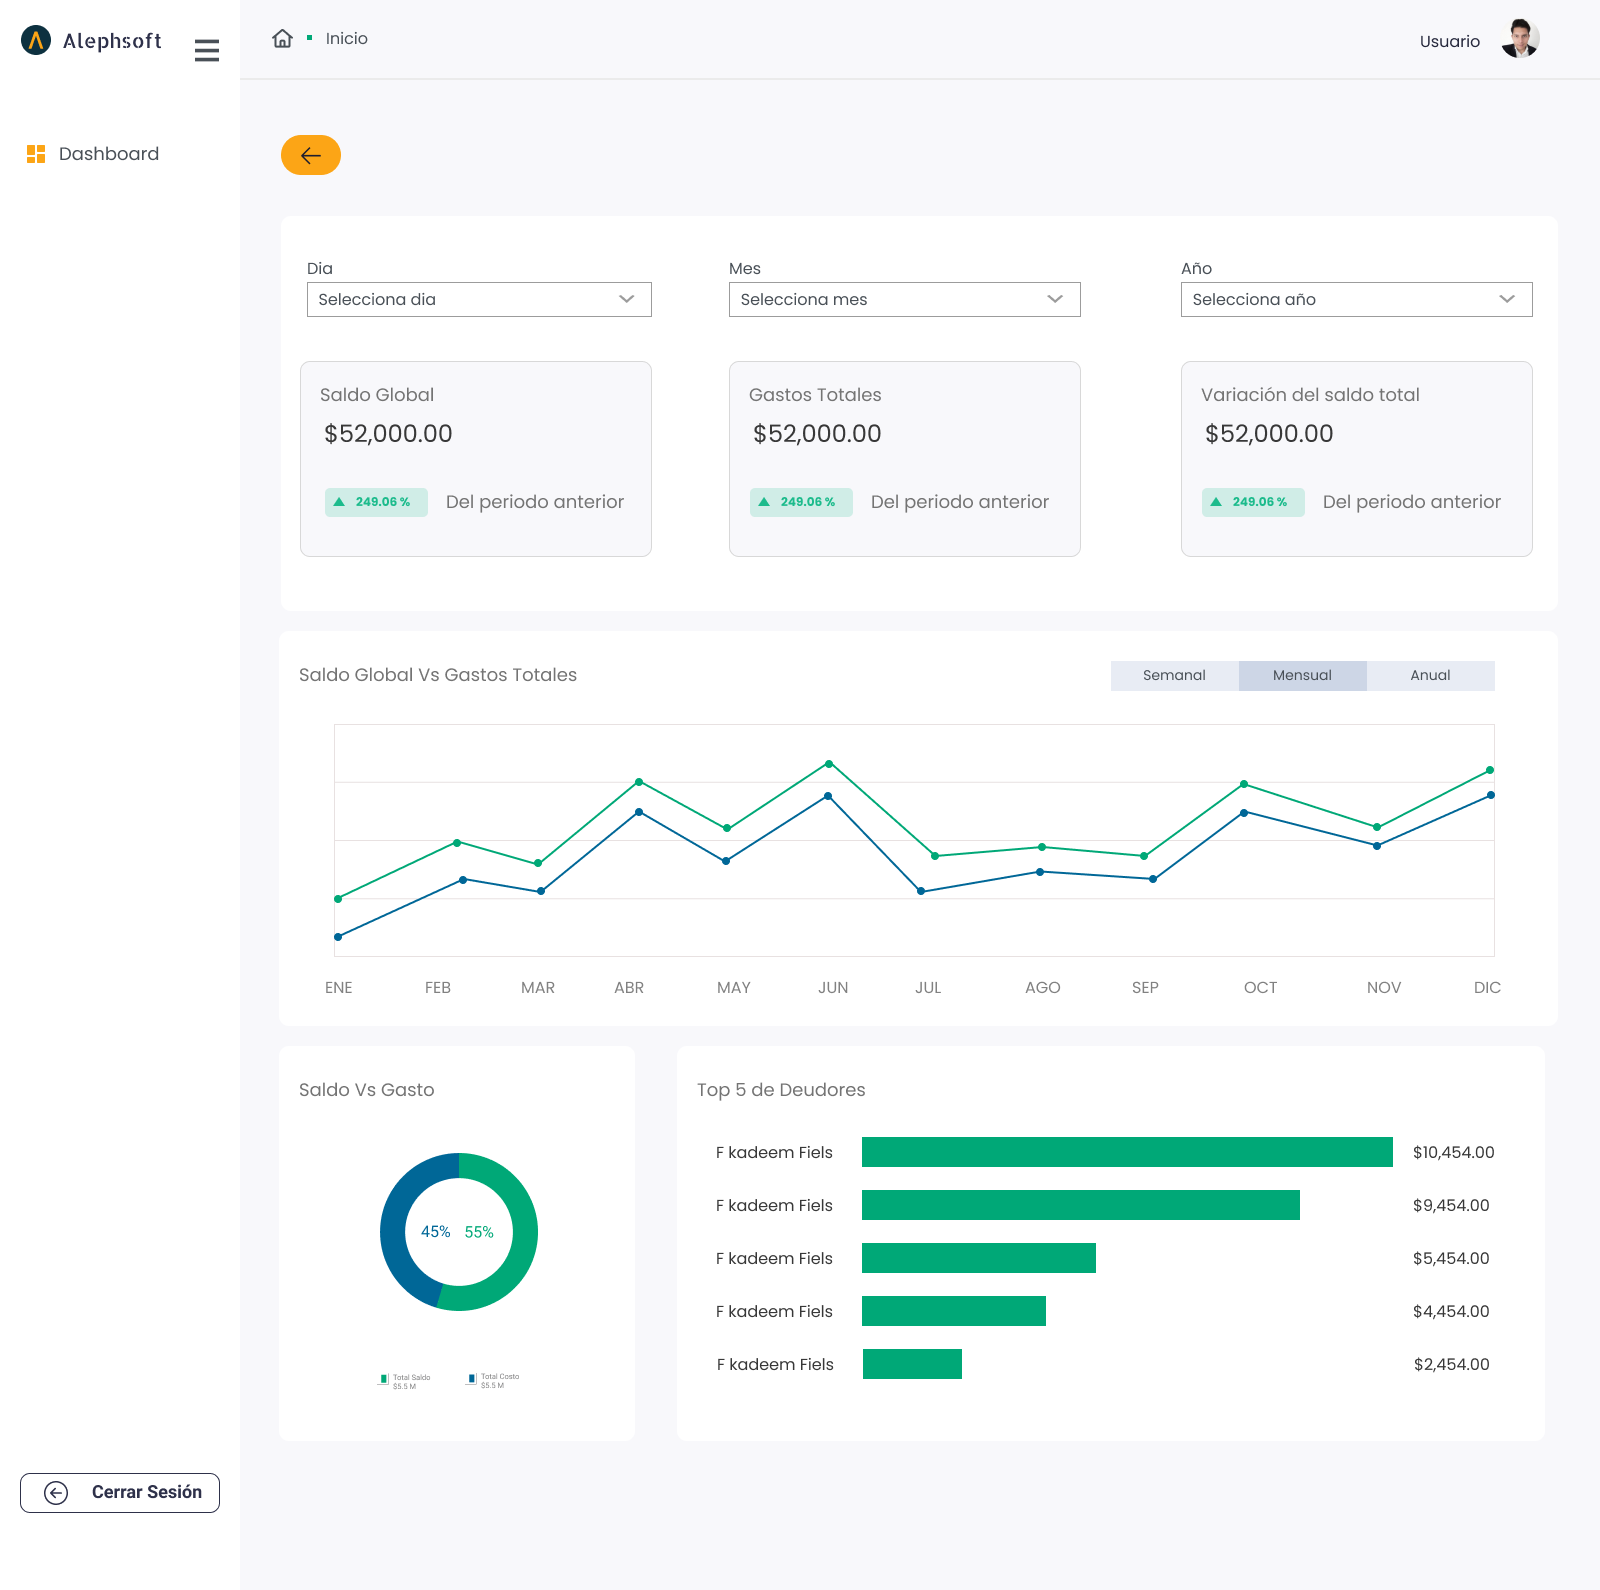 Alephsoft
Inicio
Usuario
Dashboard
Dia
Selecciona dia
Mes
Selecciona mes
Año
Selecciona año
Saldo Global
$52,000.00
249.06 %
Del periodo anterior
Gastos Totales
$52,000.00
249.06 %
Del periodo anterior
Variación del saldo total
$52,000.00
249.06 %
Del periodo anterior
Saldo Global Vs Gastos Totales
Semanal
Mensual
Anual
ENE
FEB
MAR
ABR
MAY
JUN
JUL
AGO
SEP
OCT
NOV
DIC
Saldo Vs Gasto
45%
55%
Total Saldo
$5.5 M
Total Costo
$5.5 M
Top 5 de Deudores
F kadeem Fiels
$10,454.00
F kadeem Fiels
$9,454.00
F kadeem Fiels
$5,454.00
F kadeem Fiels
$4,454.00
F kadeem Fiels
$2,454.00
Cerrar Sesión